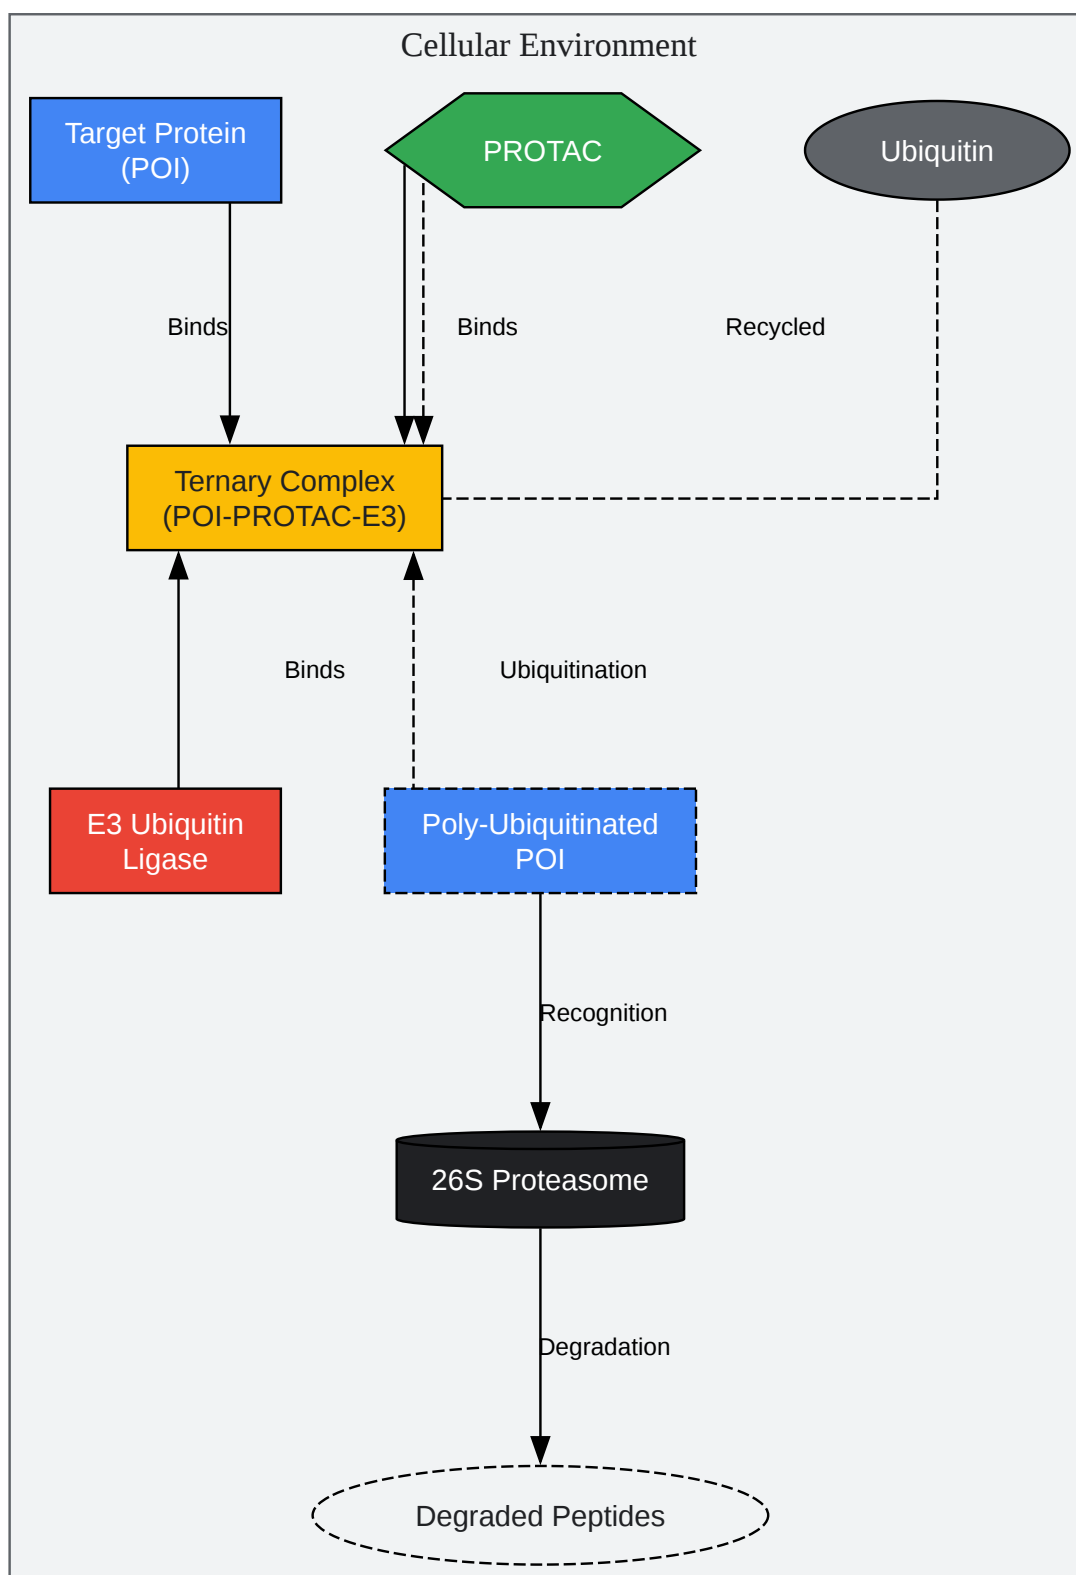 Cellular Environment
Target Protein
(POI)
PROTAC
Ubiquitin
Binds
Binds
Recycled
Ternary Complex
(POI-PROTAC-E3)
Binds
Ubiquitination
E3 Ubiquitin
Ligase
Poly-Ubiquitinated
POI
Recognition
26S Proteasome
Degradation
Degraded Peptides